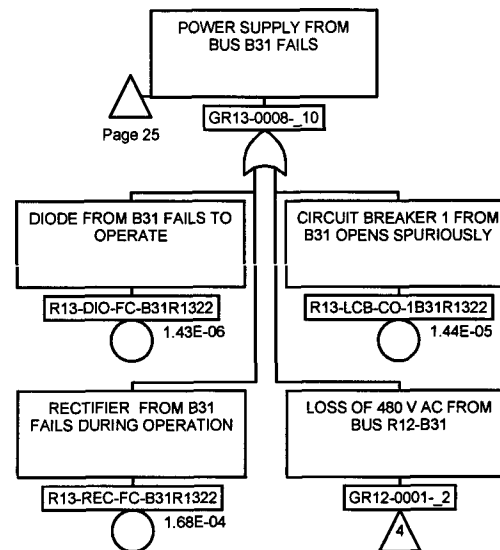 POWER SUPPLY FROM
BUS B31 FAILS
Page 25
GR13-0008-_10
DIODE FROM B31 FAILS TO
OPERATE
R13-DIO-FC-B31R1322
1.43E-06
CIRCUIT BREAKER 1 FROM
B31 OPENS SPURIOUSLY
R13-LCB-CO-1B31R1322
1.44E-05
RECTIFIER FROM B31
FAILS DURING OPERATION
R13-REC-FC-B31R1322
1.68E-04
LOSS OF 480 V AC FROM
BUS R12-B31
GR12-0001-_2
4